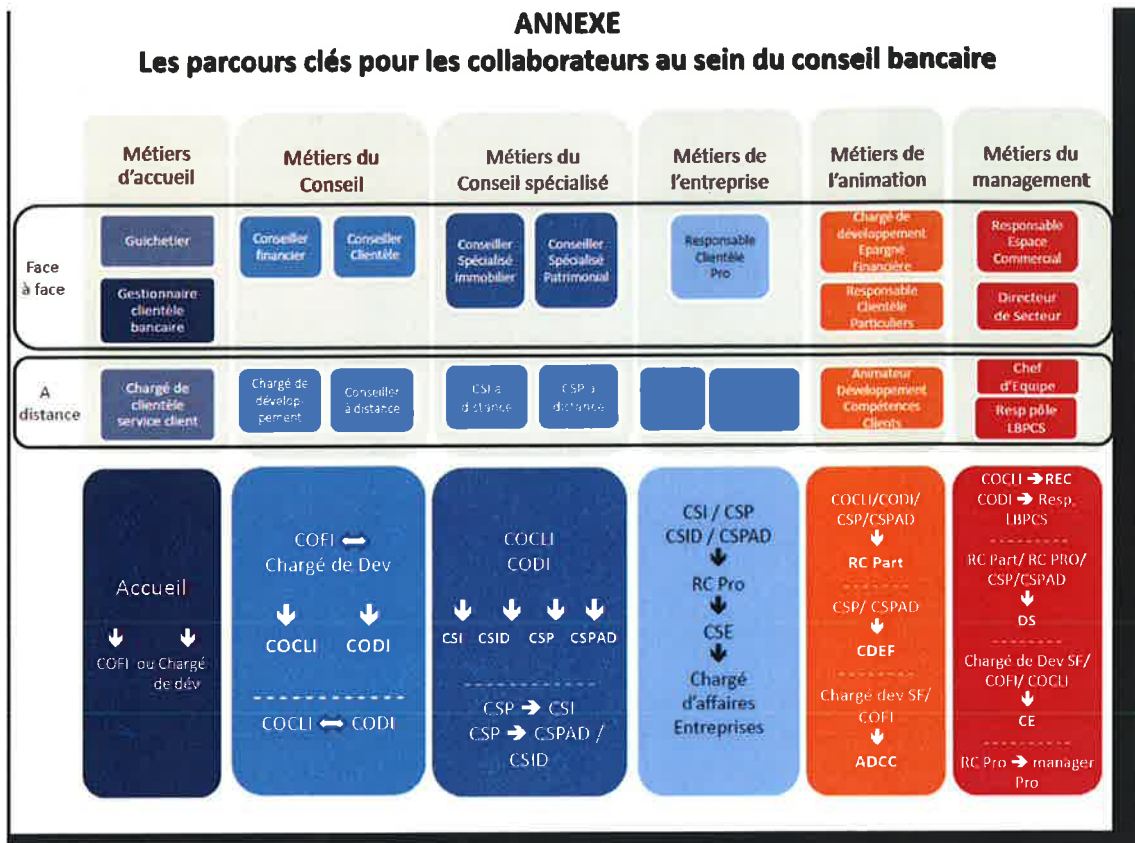 ANNEXE
Les parcours clés pour les collaborateurs au sein du conseil bancaire
Métiers
d'accueil
Métiers du
Conseil
Métiers du
Conseil spécialisé
Métiers de
l'entreprise
Métiers de
l'animation
Métiers du
management
Face
à face
Guichetier
Gestionnaire
clientèle
bancaire
Conseiller
financier
Conseiller
Clientèle
Conseiller
Spécialisé
Immobilier
Conseiller
Spécialisé
Patrimonial
Responsable
Clientèle
Pro
Chargé de
développement
Epargne
Financière
Responsable
Clientèle
Particuliers
Responsable
Espace
Commercial
Directeur
de Secteur
A
distance
Chargé de
clientèle
service client
Chargé de
dévelop-
pement
Conseiller
à distance
CSI à
distance
CSP à
distance
Animateur
Développement
Compétences
Clients
Chef
d'Equipe
Resp pôle
LBPCS
Accueil
COFI ou Chargé
de dév
COFI ⬌
Chargé de Dev
COCLI CODI
COCLI ⬌ CODI
COCLI
CODI
CSI CSID CSP CSPAD
CSP ➔ CSI
CSP ➔ CSPAD /
CSID
CSI / CSP
CSID / CSPAD
RC Pro
CSE
Chargé
d'affaires
Entreprises
COCLI/CODI/
CSP/CSPAD
RC Part
CSP/ CSPAD
CDEF
Chargé dev SF/
COFI
ADCC
COCLI ➔ REC
CODI ➔ Resp.
LBPCS
RC Part/ RC PRO/
CSP/CSPAD
DS
Chargé de Dev SF/
COFI/ COCLI
CE
RC Pro ➔ manager
Pro